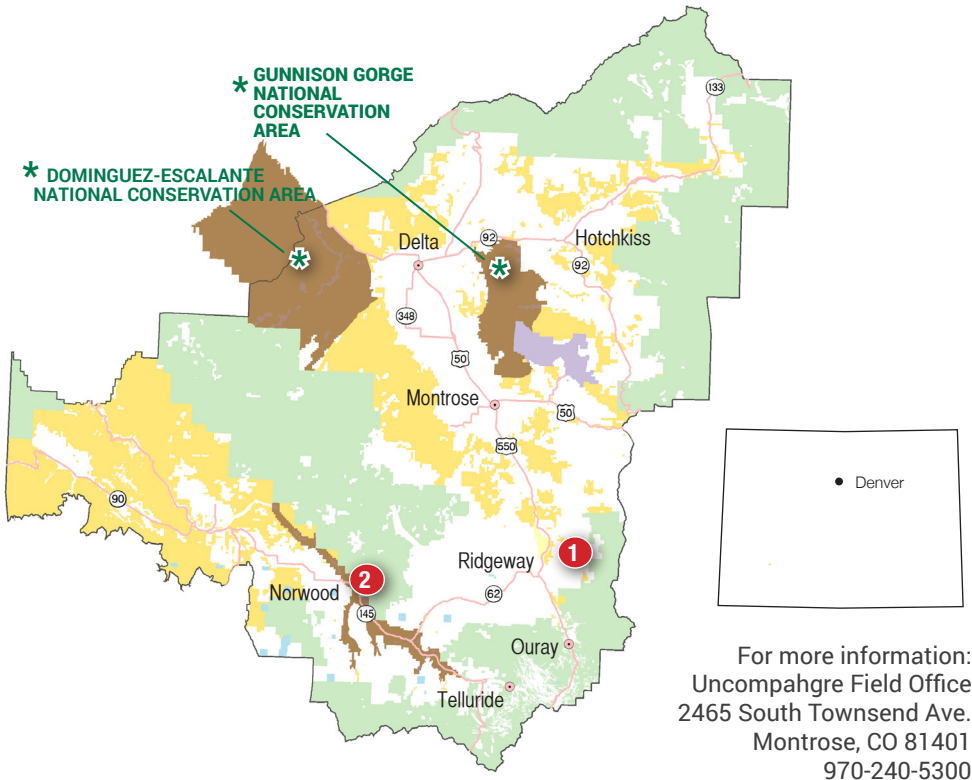 * GUNNISON GORGE
NATIONAL
CONSERVATION
AREA
* DOMINGUEZ-ESCALANTE
NATIONAL CONSERVATION AREA
133
92
Delta
Hotchkiss
*
*
92
348
50
Montrose
50
550
90
Denver
Ridgeway
1
2
Norwood
62
145
Ouray
Telluride
For more information:
Uncompahgre Field Office
2465 South Townsend Ave.
Montrose, CO 81401
970-240-5300